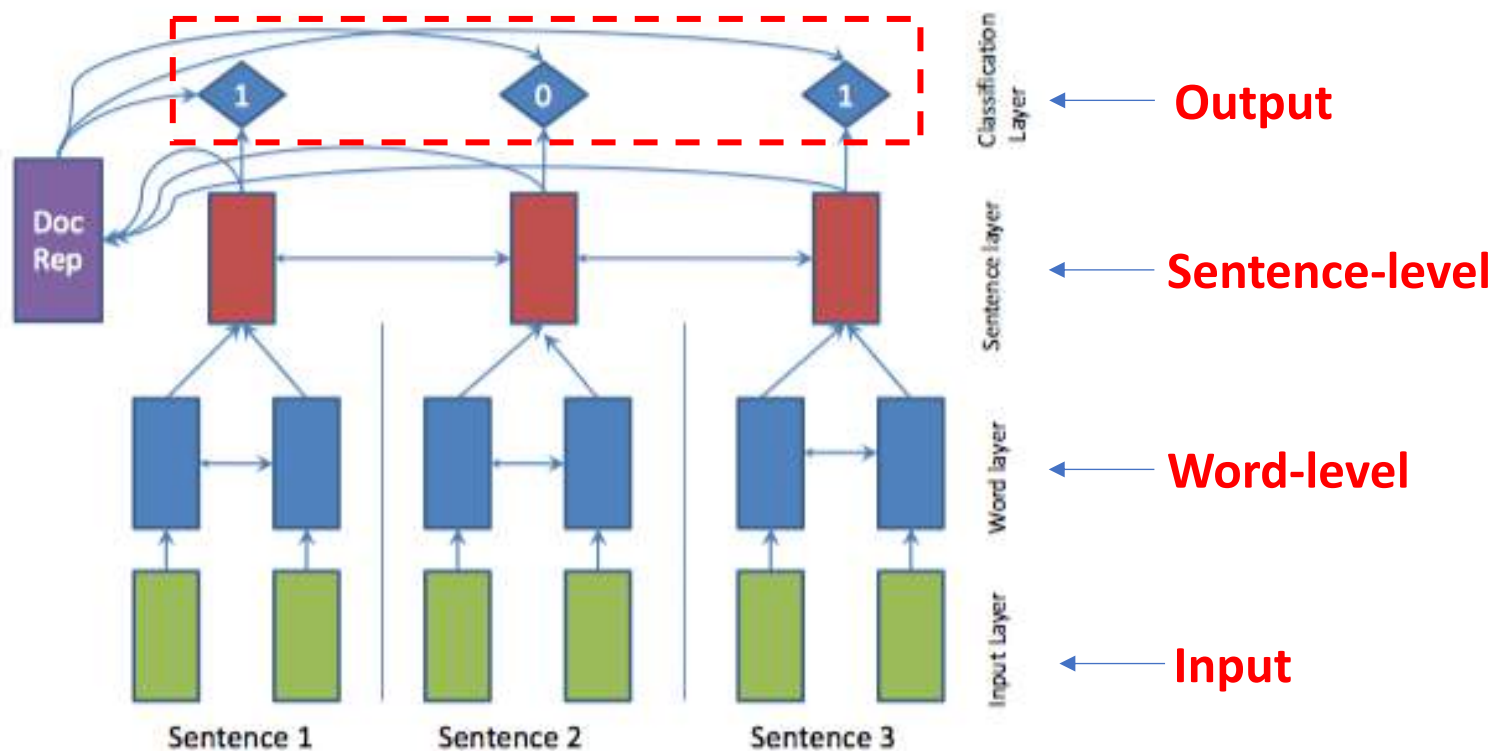 1
0
1
Classification
Layer
Output
Doc
Rep
Sentence layer
Sentence-level
Word layer
Word-level
Input Layer
Input
Sentence 1
Sentence 2
Sentence 3